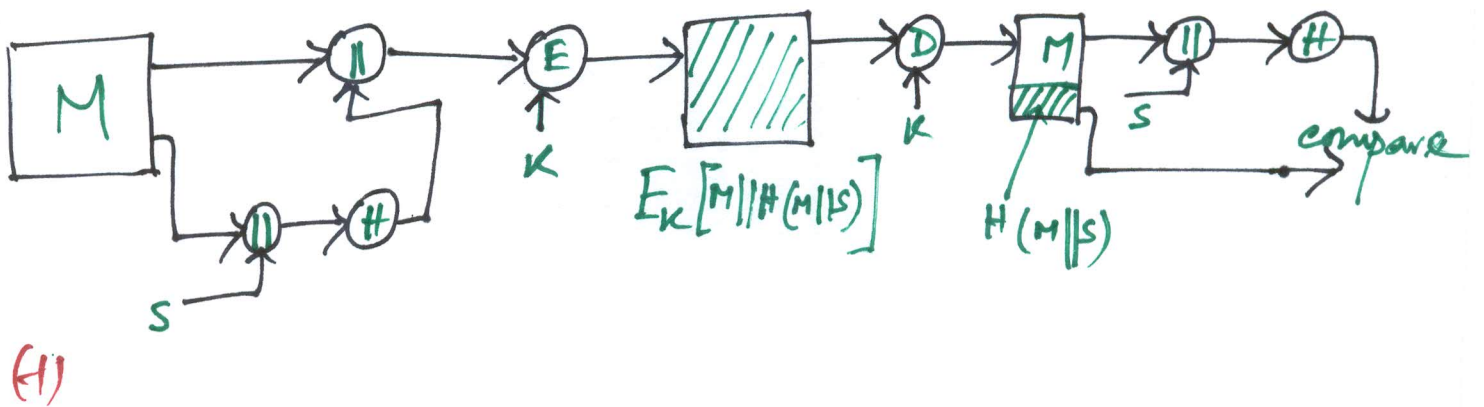 M || E D M || H
K K S compare
E_K[M||H(M||S)]
|| H H(M||S)
S
(H)